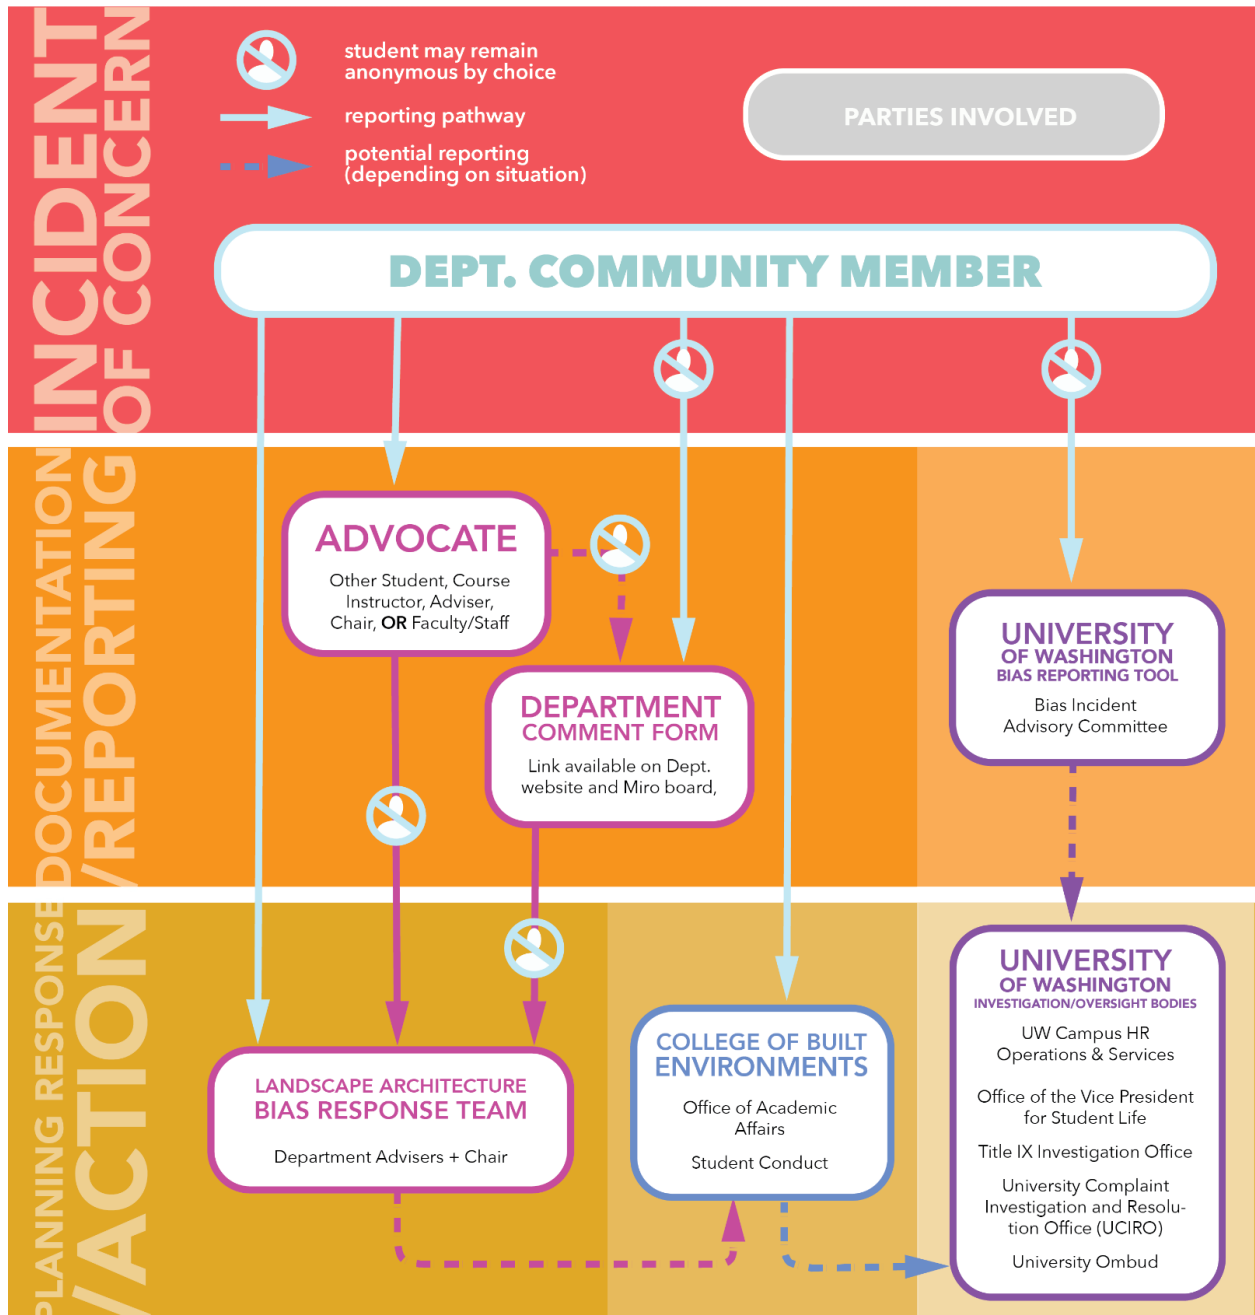 INCIDENT
OF CONCERN
student may remain
anonymous by choice
reporting pathway
potential reporting
(depending on situation)
PARTIES INVOLVED
DEPT. COMMUNITY MEMBER
DOCUMENTATION
/REPORTING
ADVOCATE
Other Student, Course
Instructor, Adviser,
Chair, OR Faculty/Staff
DEPARTMENT
COMMENT FORM
Link available on Dept.
website and Miro board,
UNIVERSITY
OF WASHINGTON
BIAS REPORTING TOOL
Bias Incident
Advisory Committee
PLANNING RESPONSE
/ACTION
LANDSCAPE ARCHITECTURE
BIAS RESPONSE TEAM
Department Advisers + Chair
COLLEGE OF BUILT
ENVIRONMENTS
Office of Academic
Affairs
Student Conduct
UNIVERSITY
OF WASHINGTON
INVESTIGATION/OVERSIGHT BODIES
UW Campus HR
Operations & Services
Office of the Vice President
for Student Life
Title IX Investigation Office
University Complaint
Investigation and Resolu-
tion Office (UCIRO)
University Ombud